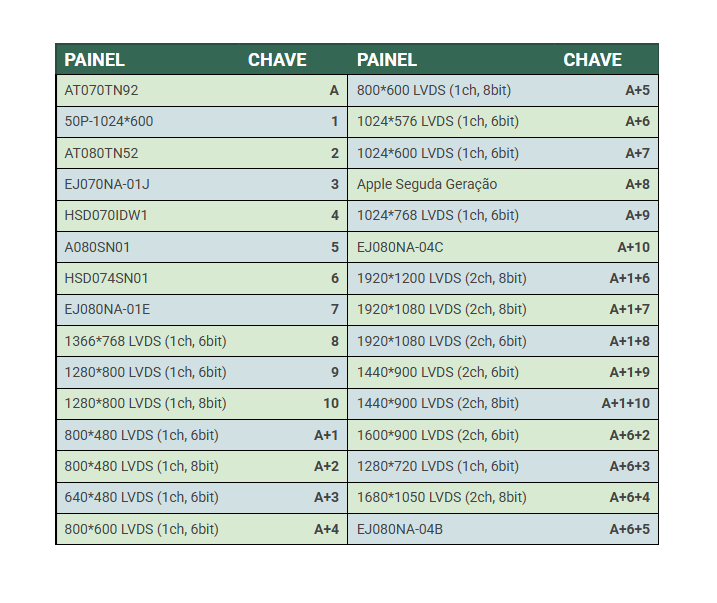 PAINEL CHAVE PAINEL CHAVE
AT070TN92 A 800*600 LVDS (1ch, 8bit) A+5
50P-1024*600 1 1024*576 LVDS (1ch, 6bit) A+6
AT080TN52 2 1024*600 LVDS (1ch, 6bit) A+7
EJ070NA-01J 3 Apple Seguda Geração A+8
HSD070IDW1 4 1024*768 LVDS (1ch, 6bit) A+9
A080SN01 5 EJ080NA-04C A+10
HSD074SN01 6 1920*1200 LVDS (2ch, 8bit) A+1+6
EJ080NA-01E 7 1920*1080 LVDS (2ch, 8bit) A+1+7
1366*768 LVDS (1ch, 6bit) 8 1920*1080 LVDS (2ch, 6bit) A+1+8
1280*800 LVDS (1ch, 6bit) 9 1440*900 LVDS (2ch, 6bit) A+1+9
1280*800 LVDS (1ch, 8bit) 10 1440*900 LVDS (2ch, 8bit) A+1+10
800*480 LVDS (1ch, 6bit) A+1 1600*900 LVDS (2ch, 6bit) A+6+2
800*480 LVDS (1ch, 8bit) A+2 1280*720 LVDS (1ch, 6bit) A+6+3
640*480 LVDS (1ch, 6bit) A+3 1680*1050 LVDS (2ch, 8bit) A+6+4
800*600 LVDS (1ch, 6bit) A+4 EJ080NA-04B A+6+5